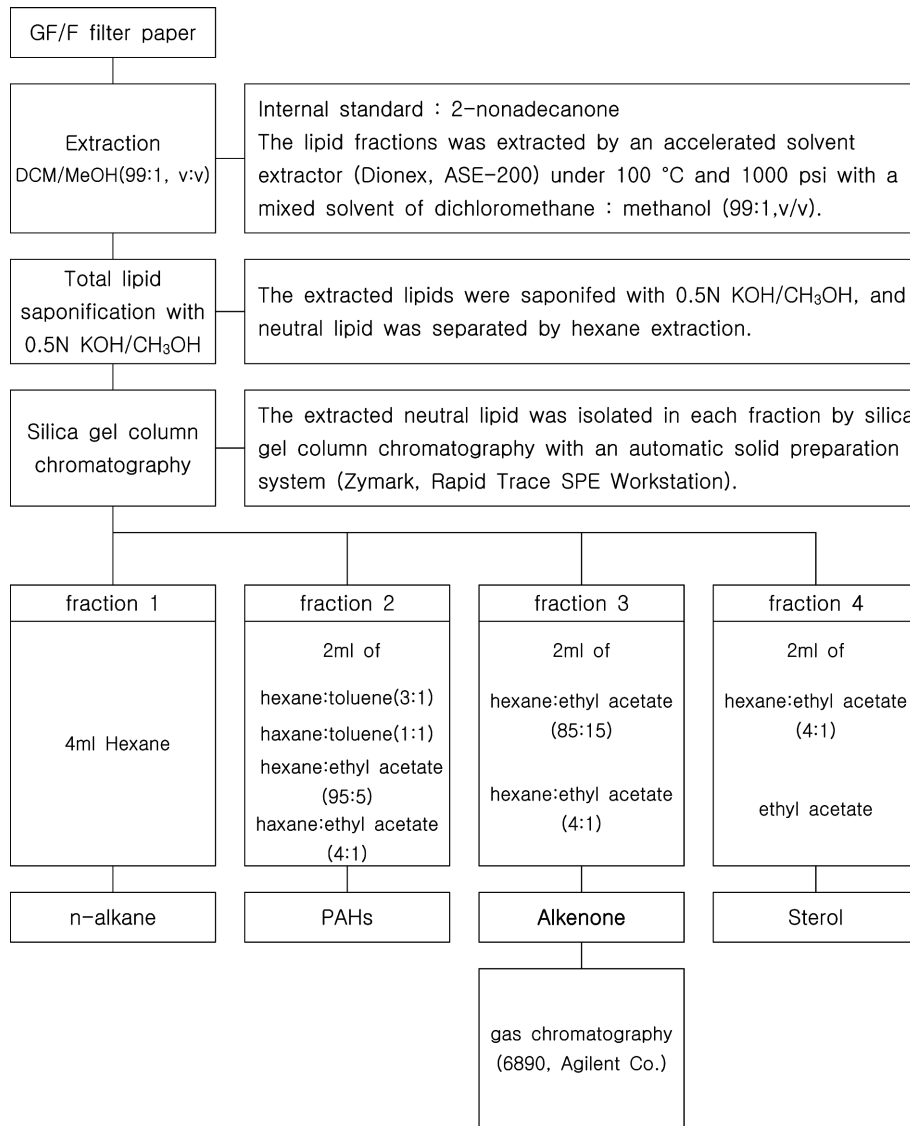 GF/F filter paper
Extraction
DCM/MeOH(99:1, v:v)
Internal standard : 2-nonadecanone
The lipid fractions was extracted by an accelerated solvent
extractor (Dionex, ASE-200) under 100 °C and 1000 psi with a
mixed solvent of dichloromethane : methanol (99:1,v/v).
Total lipid
saponification with
0.5N KOH/CH₃OH
The extracted lipids were saponifed with 0.5N KOH/CH₃OH, and
neutral lipid was separated by hexane extraction.
Silica gel column
chromatography
The extracted neutral lipid was isolated in each fraction by silica
gel column chromatography with an automatic solid preparation
system (Zymark, Rapid Trace SPE Workstation).
fraction 1
4ml Hexane
n-alkane
fraction 2
2ml of
hexane:toluene(3:1)
haxane:toluene(1:1)
hexane:ethyl acetate
(95:5)
haxane:ethyl acetate
(4:1)
PAHs
fraction 3
2ml of
hexane:ethyl acetate
(85:15)
hexane:ethyl acetate
(4:1)
Alkenone
gas chromatography
(6890, Agilent Co.)
fraction 4
2ml of
hexane:ethyl acetate
(4:1)
ethyl acetate
Sterol